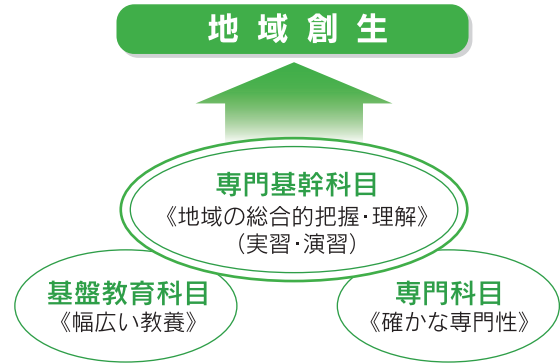 地域創生
専門基幹科目
《地域の総合的把握・理解》
（実習・演習）
基盤教育科目
《幅広い教養》
専門科目
《確かな専門性》